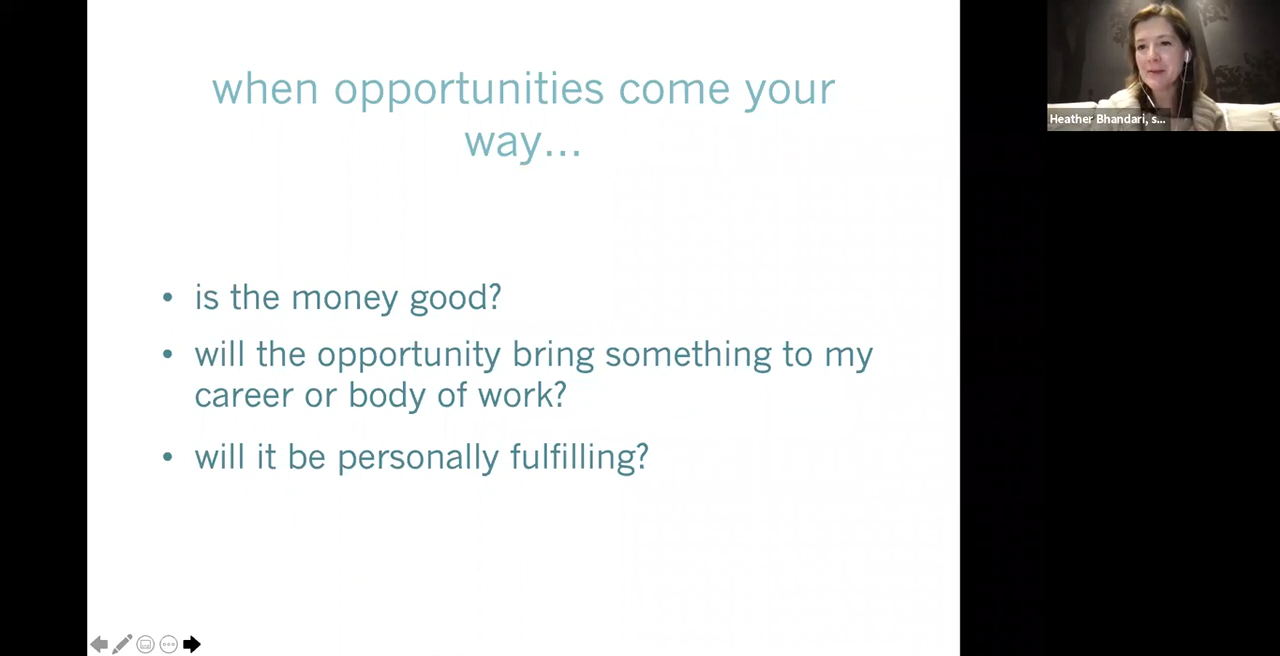 when opportunities come your
way...
• is the money good?
• will the opportunity bring something to my
career or body of work?
• will it be personally fulfilling?
Heather Bhandari, s...